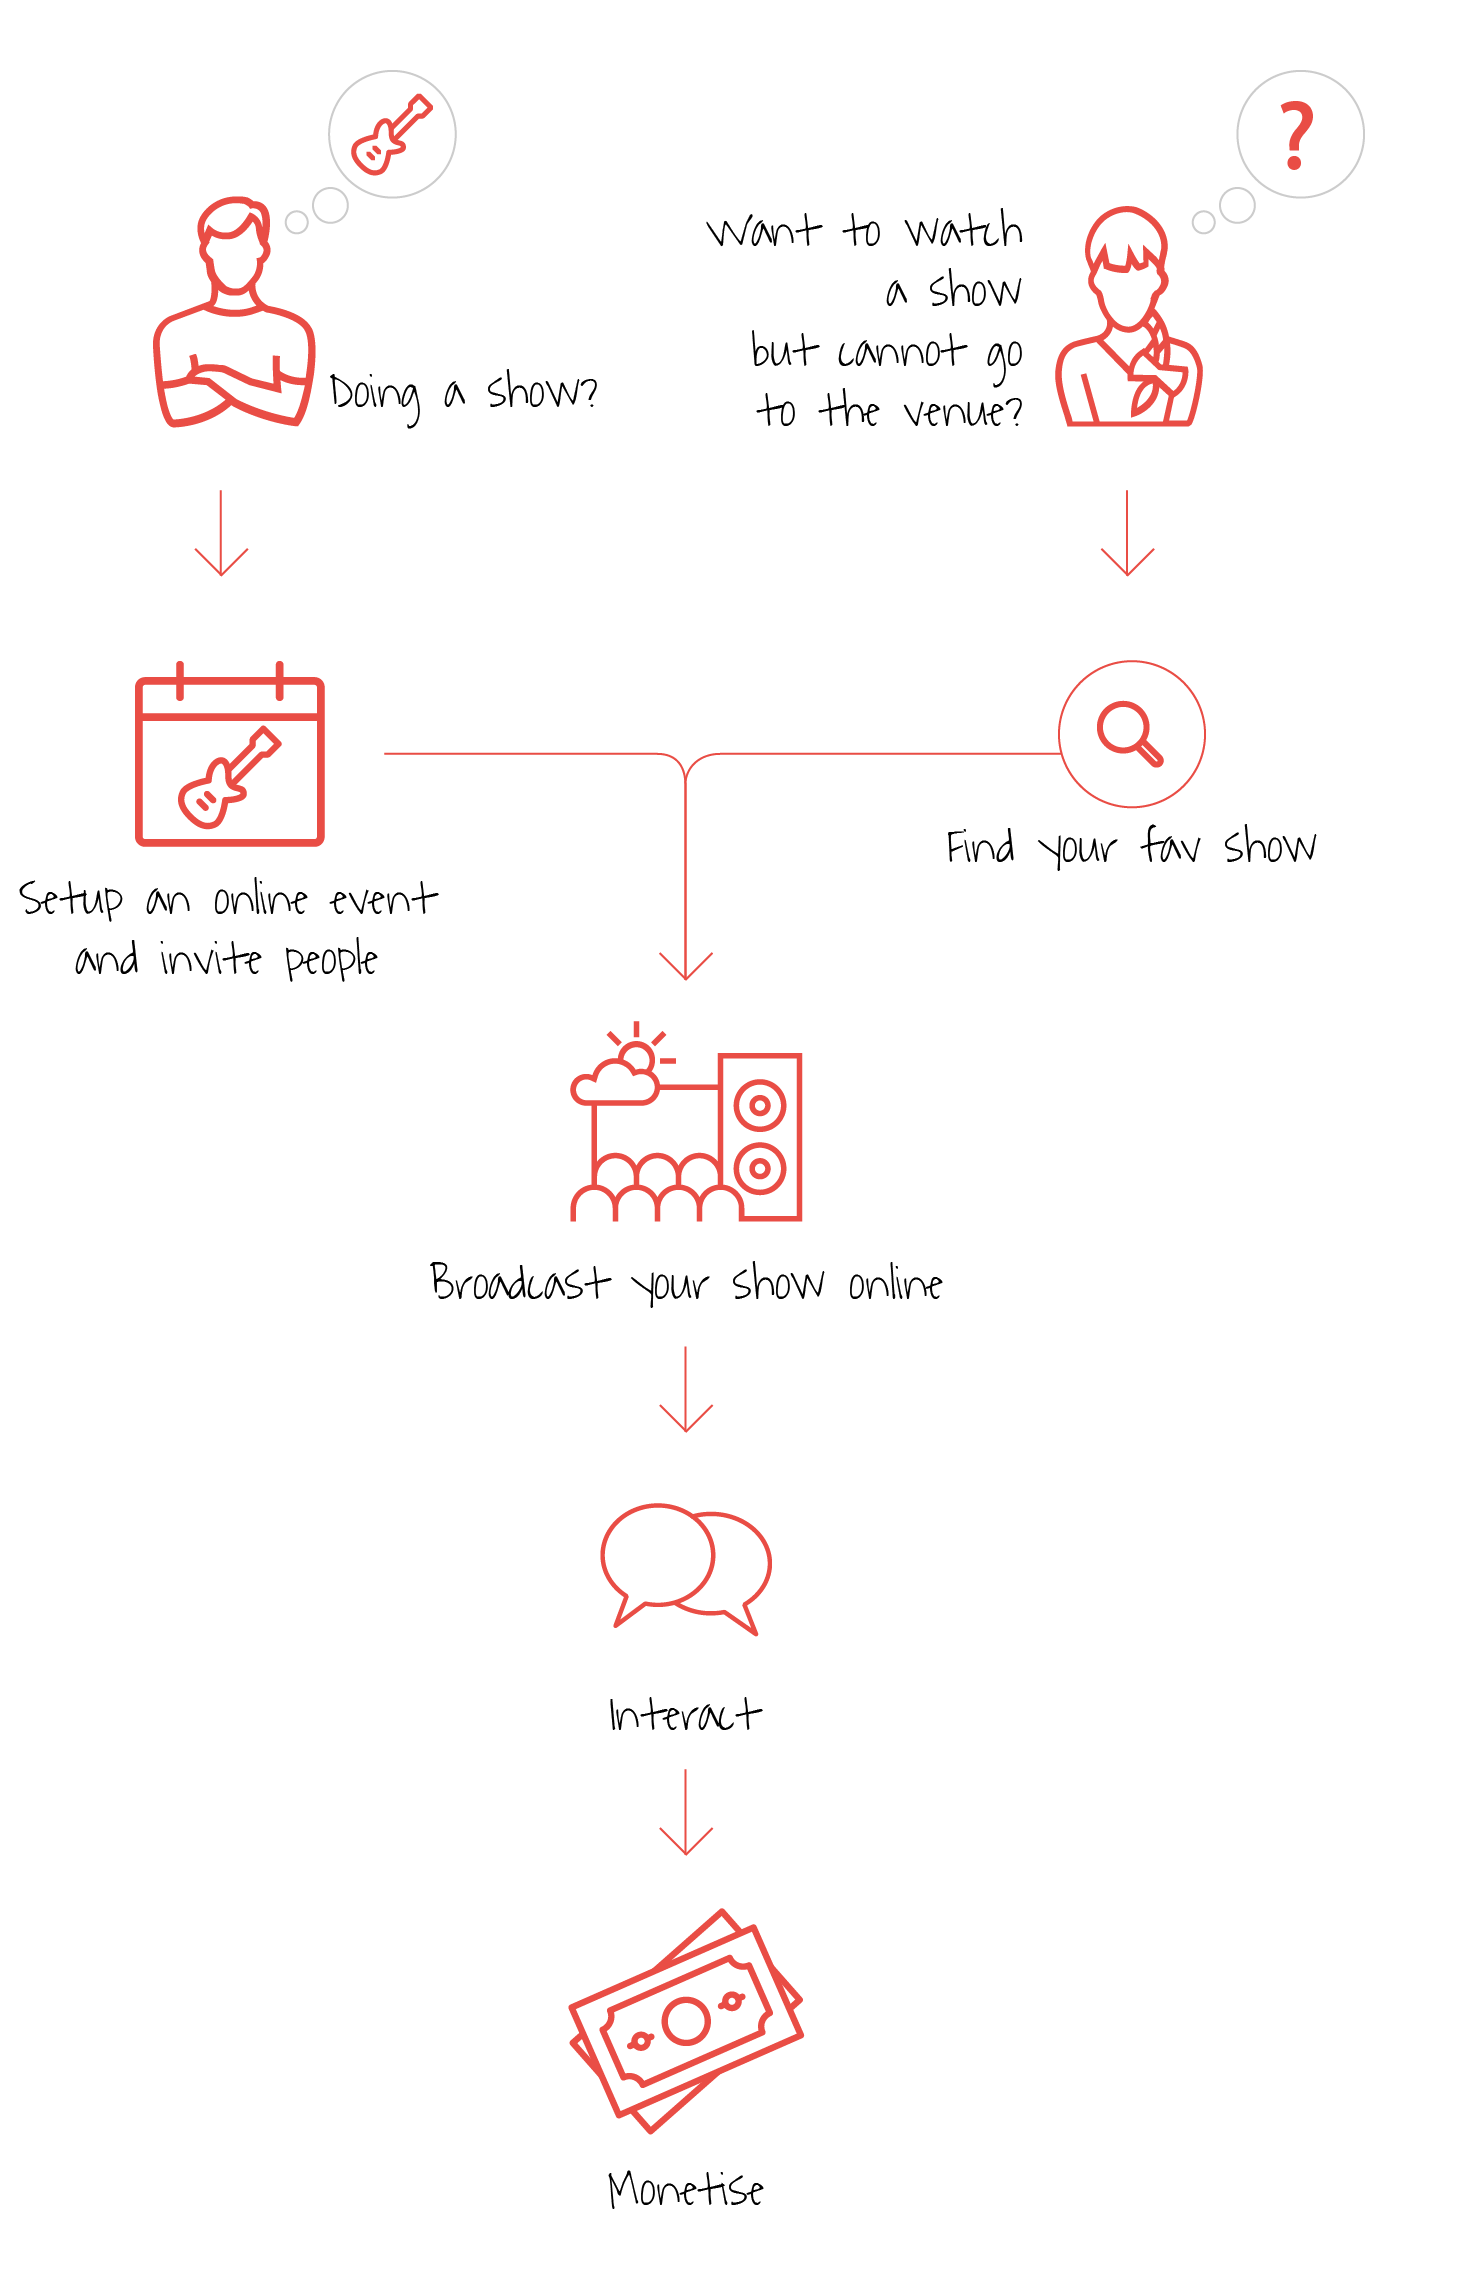 ?
Doing a show?
Want to watch
a show
but cannot go
to the venue?
Setup an online event
and invite people
Find your fav show
Broadcast your show online
Interact
Monetise